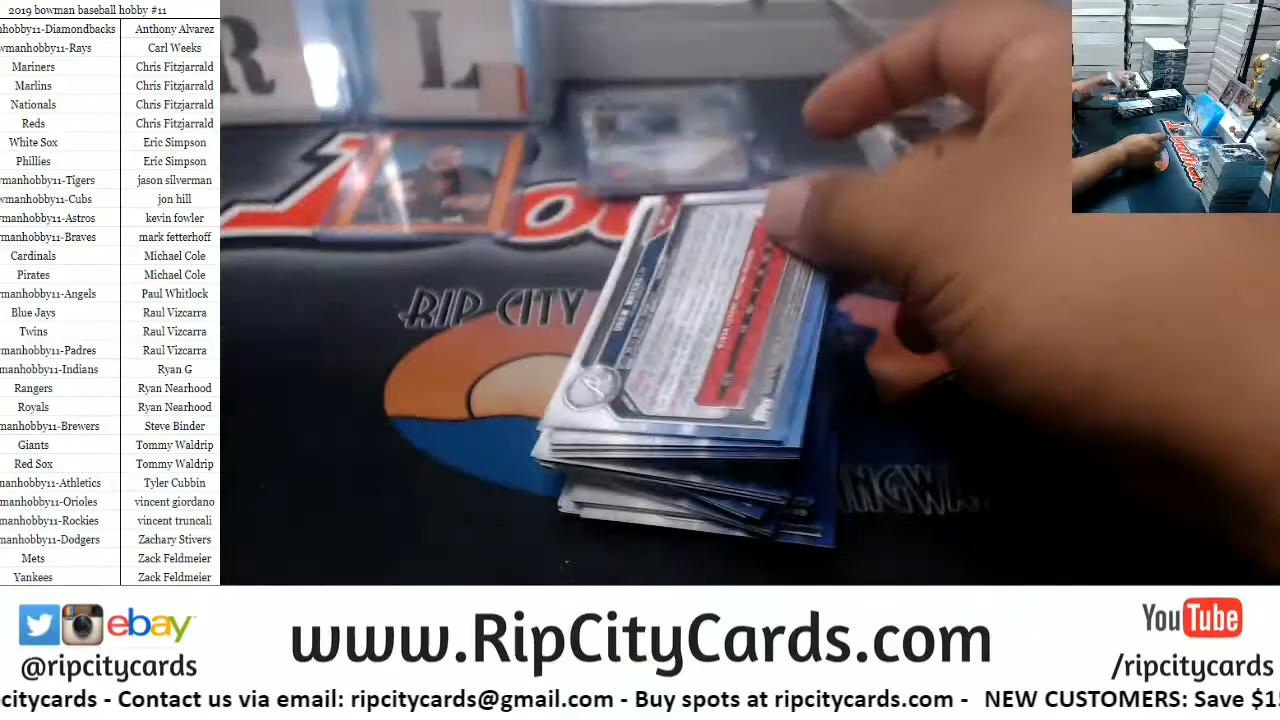 2019 bowman baseball hobby #11
hobby11-Diamondbacks Anthony Alvarez
wmanhobby11-Rays Carl Weeks
Mariners Chris Fitzjarrald
Marlins Chris Fitzjarrald
Nationals Chris Fitzjarrald
Reds Chris Fitzjarrald
White Sox Eric Simpson
Phillies Eric Simpson
vmanhobby11-Tigers jason silverman
wmanhobby11-Cubs jon hill
wmanhobby11-Astros kevin fowler
wmanhobby11-Braves mark fetterhoff
Cardinals Michael Cole
Pirates Michael Cole
manhobby11-Angels Paul Whitlock
Blue Jays Raul Vizcarra
Twins Raul Vizcarra
vmanhobby11-Padres Raul Vizcarra
manhobby11-Indians Ryan G
Rangers Ryan Nearhood
Royals Ryan Nearhood
manhobby11-Brewers Steve Binder
Giants Tommy Waldrip
Red Sox Tommy Waldrip
manhobby11-Athletics Tyler Cubbin
manhobby11-Orioles vincent giordano
manhobby11-Rockies vincent truncali
manhobby11-Dodgers Zachary Stivers
Mets Zack Feldmeier
Yankees Zack Feldmeier
R L
RIP CITY
DREW WATERS
ebay
@ripcitycards
www.RipCityCards.com
YouTube
/ripcitycards
citycards - Contact us via email: ripcitycards@gmail.com - Buy spots at ripcitycards.com - NEW CUSTOMERS: Save $1